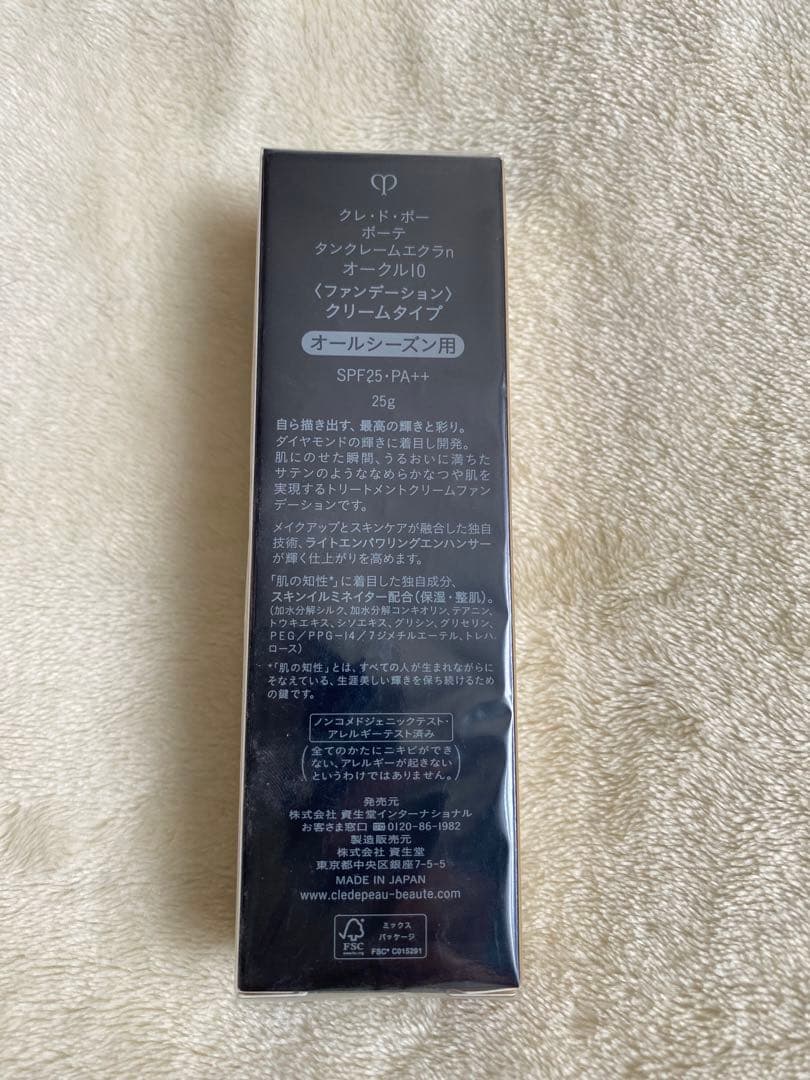 クレ・ド・ポー
ボーテ
タンクレームエクラn
オークル10
〈ファンデーション〉
クリームタイプ
オールシーズン用
SPF25・PA++
25g
自ら描き出す、最高の輝きと彩り。
ダイヤモンドの輝きに着目し開発。
肌にのせた瞬間、うるおいに満ちた
サテンのようななめらかなつや肌を
実現するトリートメントクリームファン
デーションです。
メイクアップとスキンケアが融合した独自
技術、ライトエンパワリングエンハンサー
が輝く仕上がりを高めます。
「肌の知性*」に着目した独自成分、
スキンイルミネイター配合(保湿・整肌)。
(加水分解シルク、加水分解コンキオリン、テアニン、
トウキエキス、シソエキス、グリシン、グリセリン、
PEG/PPG-14/7ジメチルエーテル、トレハ
ロース)
*「肌の知性」とは、すべての人が生まれながらに
そなえている、生涯美しい輝きを保ち続けるため
の鍵です。
ノンコメドジェニックテスト・
アレルギーテスト済み
(全てのかたにニキビができ
ない、アレルギーが起きない
というわけではありません。)
発売元
株式会社 資生堂インターナショナル
お客さま窓口 0120-86-1982
製造販売元
株式会社 資生堂
東京都中央区銀座7-5-5
MADE IN JAPAN
www.cledepeau-beaute.com
FSC
ミックス
パッケージ
FSC® C015291